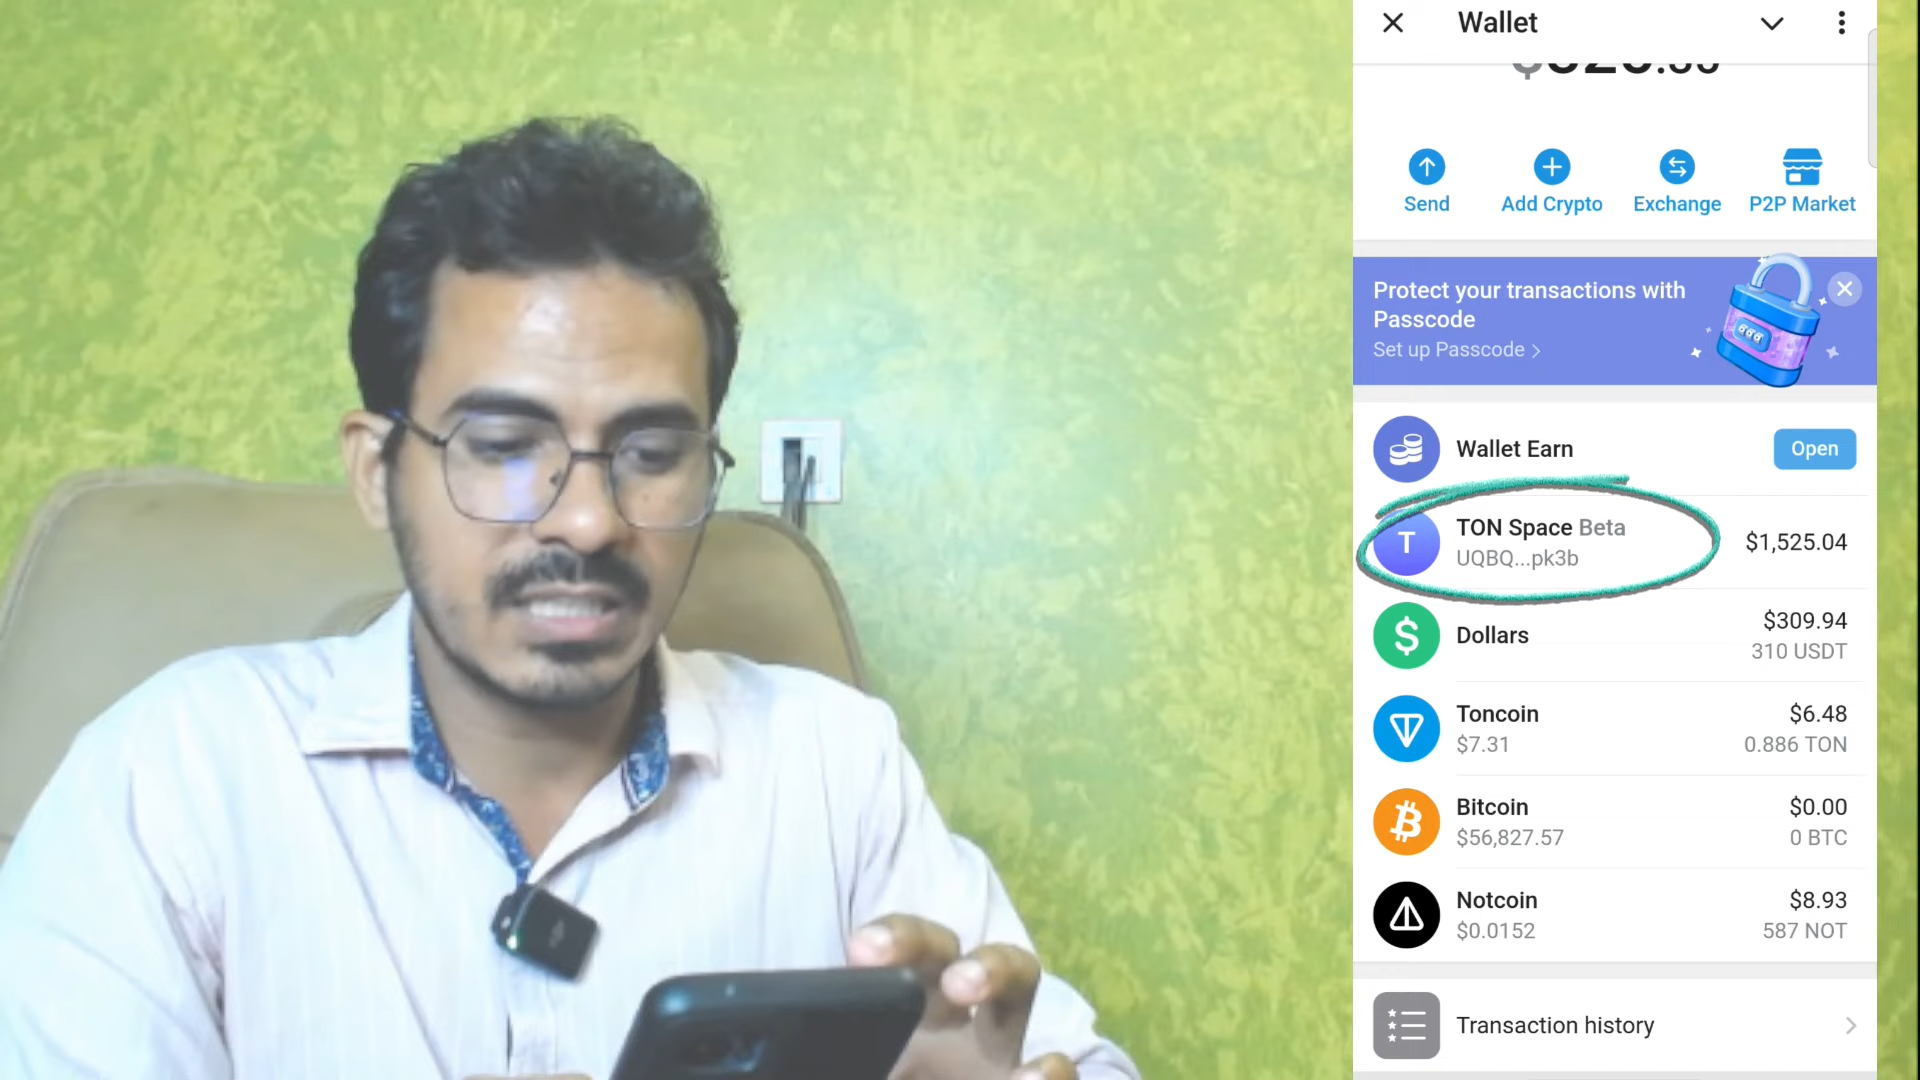 Wallet
Send
Add Crypto
Exchange
P2P Market
Protect your transactions with
Passcode
Set up Passcode >
Wallet Earn
Open
T
TON Space Beta
UQBQ...pk3b
$1,525.04
Dollars
$309.94
310 USDT
Toncoin
$6.48
$7.31
0.886 TON
Bitcoin
$0.00
$56,827.57
0 BTC
Notcoin
$8.93
$0.0152
587 NOT
Transaction history